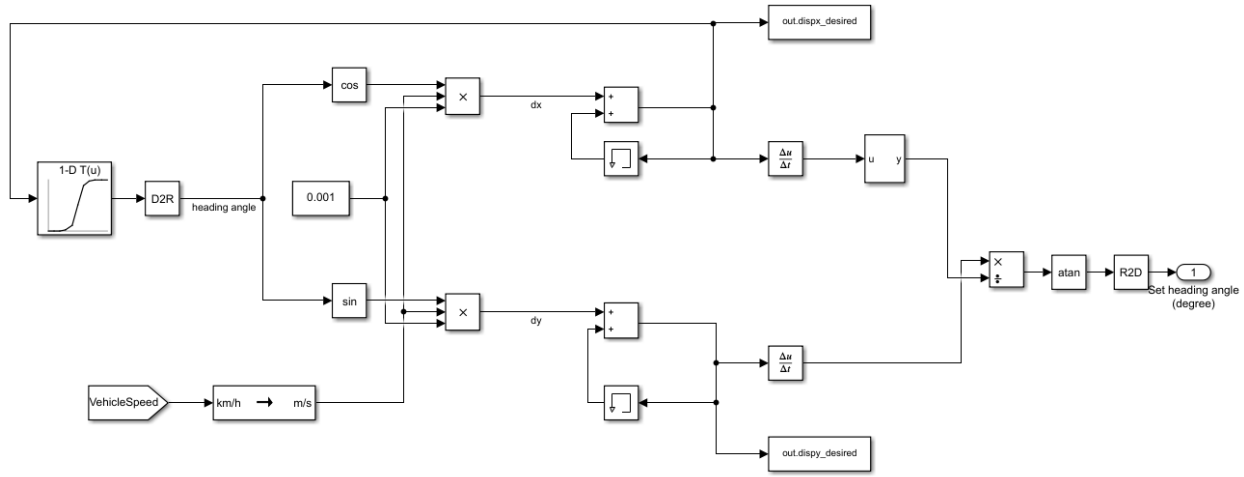 out.dispx_desired
cos
×
dx
+
+
1-D T(u)
D2R
heading angle
0.001
Δu
Δt
u y
×
÷
atan
R2D
1
Set heading angle
(degree)
sin
×
dy
+
+
Δu
Δt
VehicleSpeed
km/h → m/s
out.dispy_desired